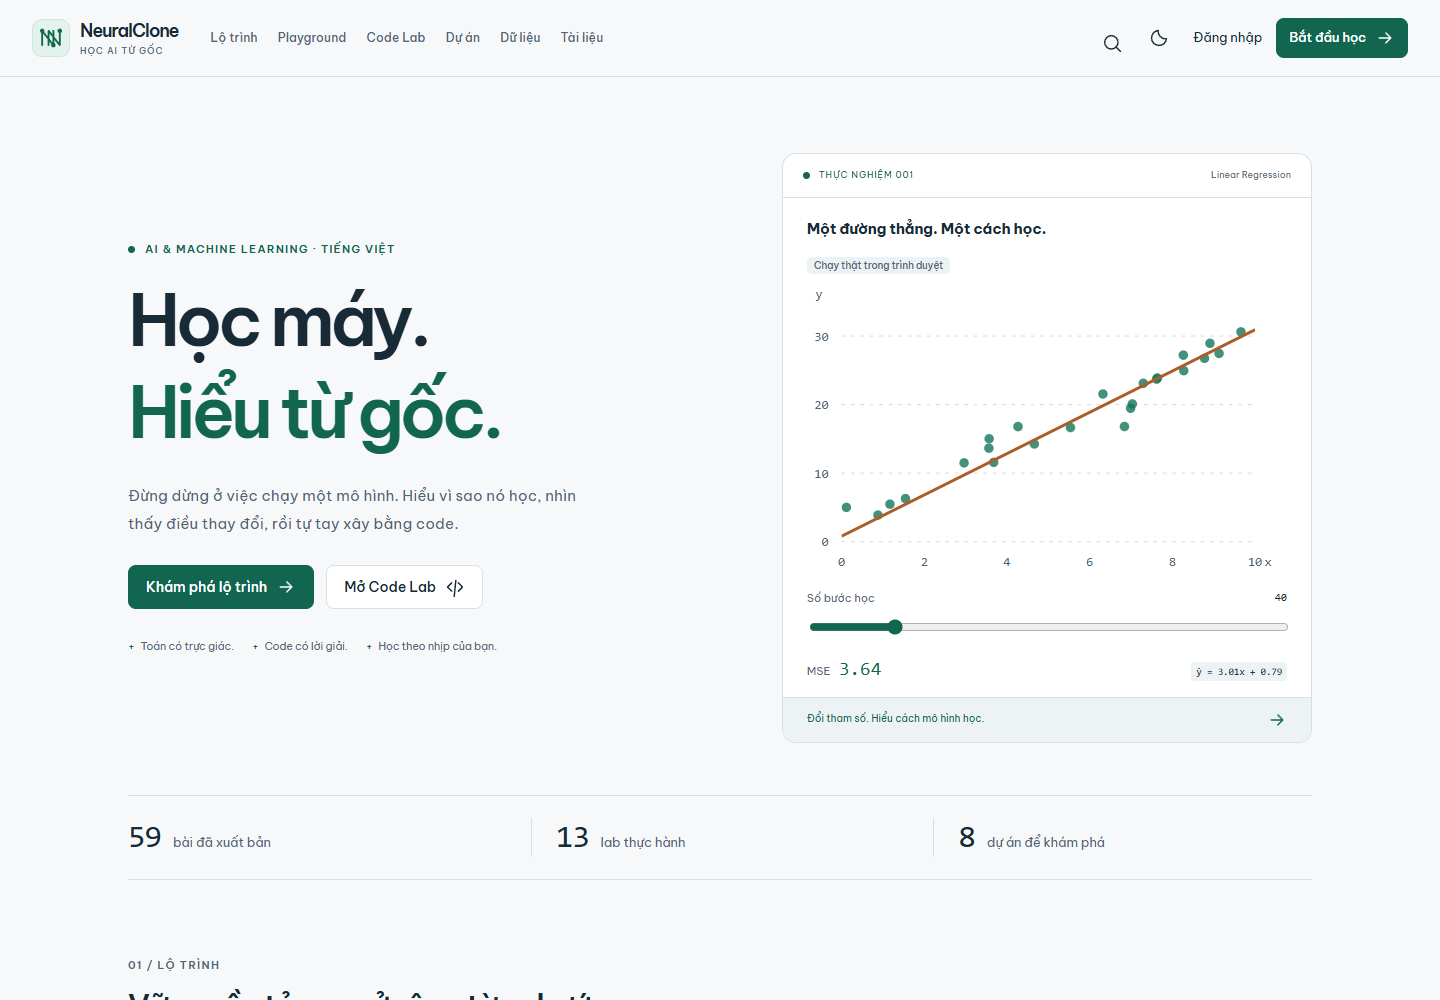 NeuralClone
HỌC AI TỪ GỐC
Lộ trình
Playground
Code Lab
Dự án
Dữ liệu
Tài liệu
Đăng nhập
Bắt đầu học
AI & MACHINE LEARNING · TIẾNG VIỆT
Học máy.
Hiểu từ gốc.
Đừng dừng ở việc chạy một mô hình. Hiểu vì sao nó học, nhìn
thấy điều thay đổi, rồi tự tay xây bằng code.
Khám phá lộ trình
Mở Code Lab
+ Toán có trực giác.
+ Code có lời giải.
+ Học theo nhịp của bạn.
THỰC NGHIỆM 001
Linear Regression
Một đường thẳng. Một cách học.
Chạy thật trong trình duyệt
y
30
20
10
0
0 2 4 6 8 10 x
Số bước học
40
MSE 3.64
ŷ = 3.01x + 0.79
Đổi tham số. Hiểu cách mô hình học.
59 bài đã xuất bản
13 lab thực hành
8 dự án để khám phá
01 / LỘ TRÌNH